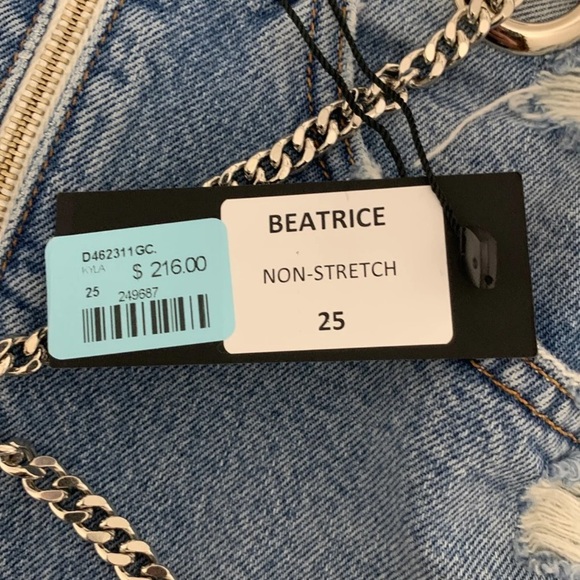 D462311GC.
KYLA
$ 216.00
25
249687
BEATRICE
NON-STRETCH
25